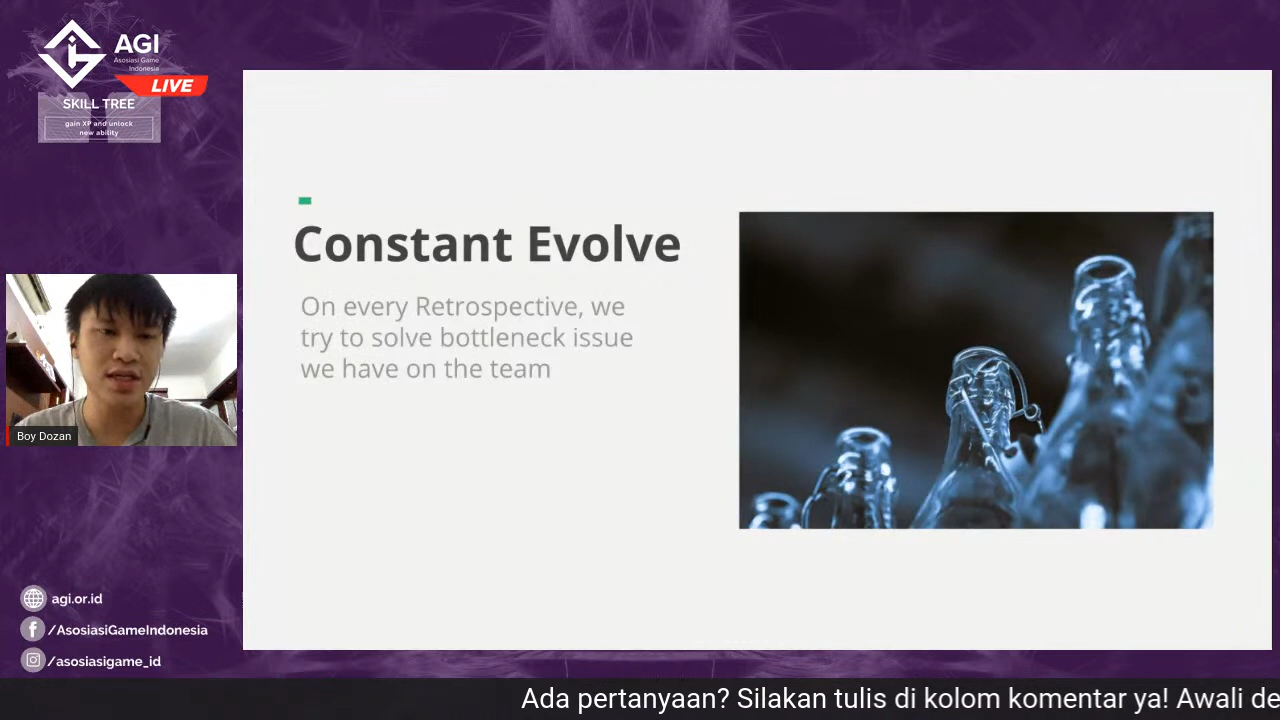 AGI
Asosiasi Game
Indonesia
LIVE
SKILL TREE
gain XP and unlock
new ability
Constant Evolve
On every Retrospective, we
try to solve bottleneck issue
we have on the team
Boy Dozan
agi.or.id
/AsosiasiGameIndonesia
/asosiasigame_id
Ada pertanyaan? Silakan tulis di kolom komentar ya! Awali de